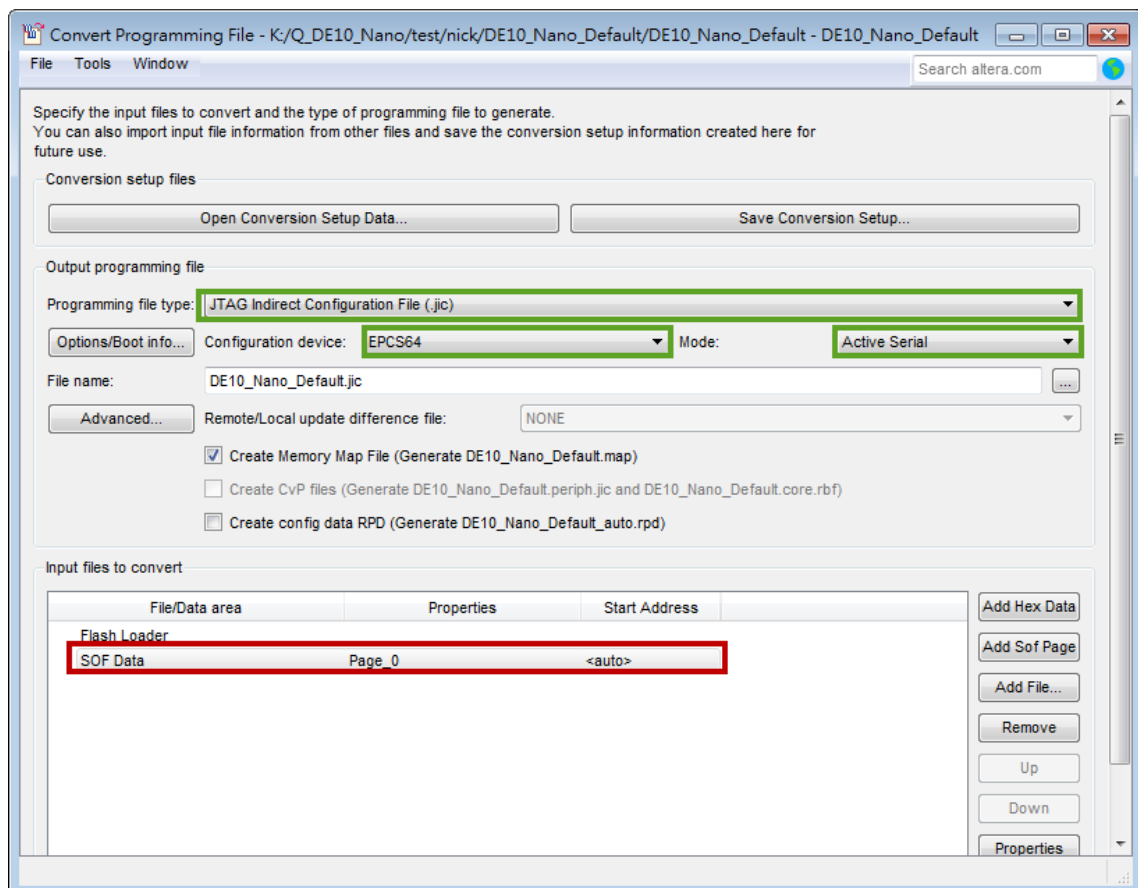 Convert Programming File - K:/Q_DE10_Nano/test/nick/DE10_Nano_Default/DE10_Nano_Default - DE10_Nano_Default
File Tools Window
Search altera.com
Specify the input files to convert and the type of programming file to generate.
You can also import input file information from other files and save the conversion setup information created here for
future use.
Conversion setup files
Open Conversion Setup Data... Save Conversion Setup...
Output programming file
Programming file type: JTAG Indirect Configuration File (.jic)
Options/Boot info... Configuration device: EPCS64 Mode: Active Serial
File name: DE10_Nano_Default.jic ...
Advanced... Remote/Local update difference file: NONE
Create Memory Map File (Generate DE10_Nano_Default.map)
Create CvP files (Generate DE10_Nano_Default.periph.jic and DE10_Nano_Default.core.rbf)
Create config data RPD (Generate DE10_Nano_Default_auto.rpd)
Input files to convert
File/Data area Properties Start Address
Flash Loader
SOF Data Page_0 <auto>
Add Hex Data
Add Sof Page
Add File...
Remove
Up
Down
Properties